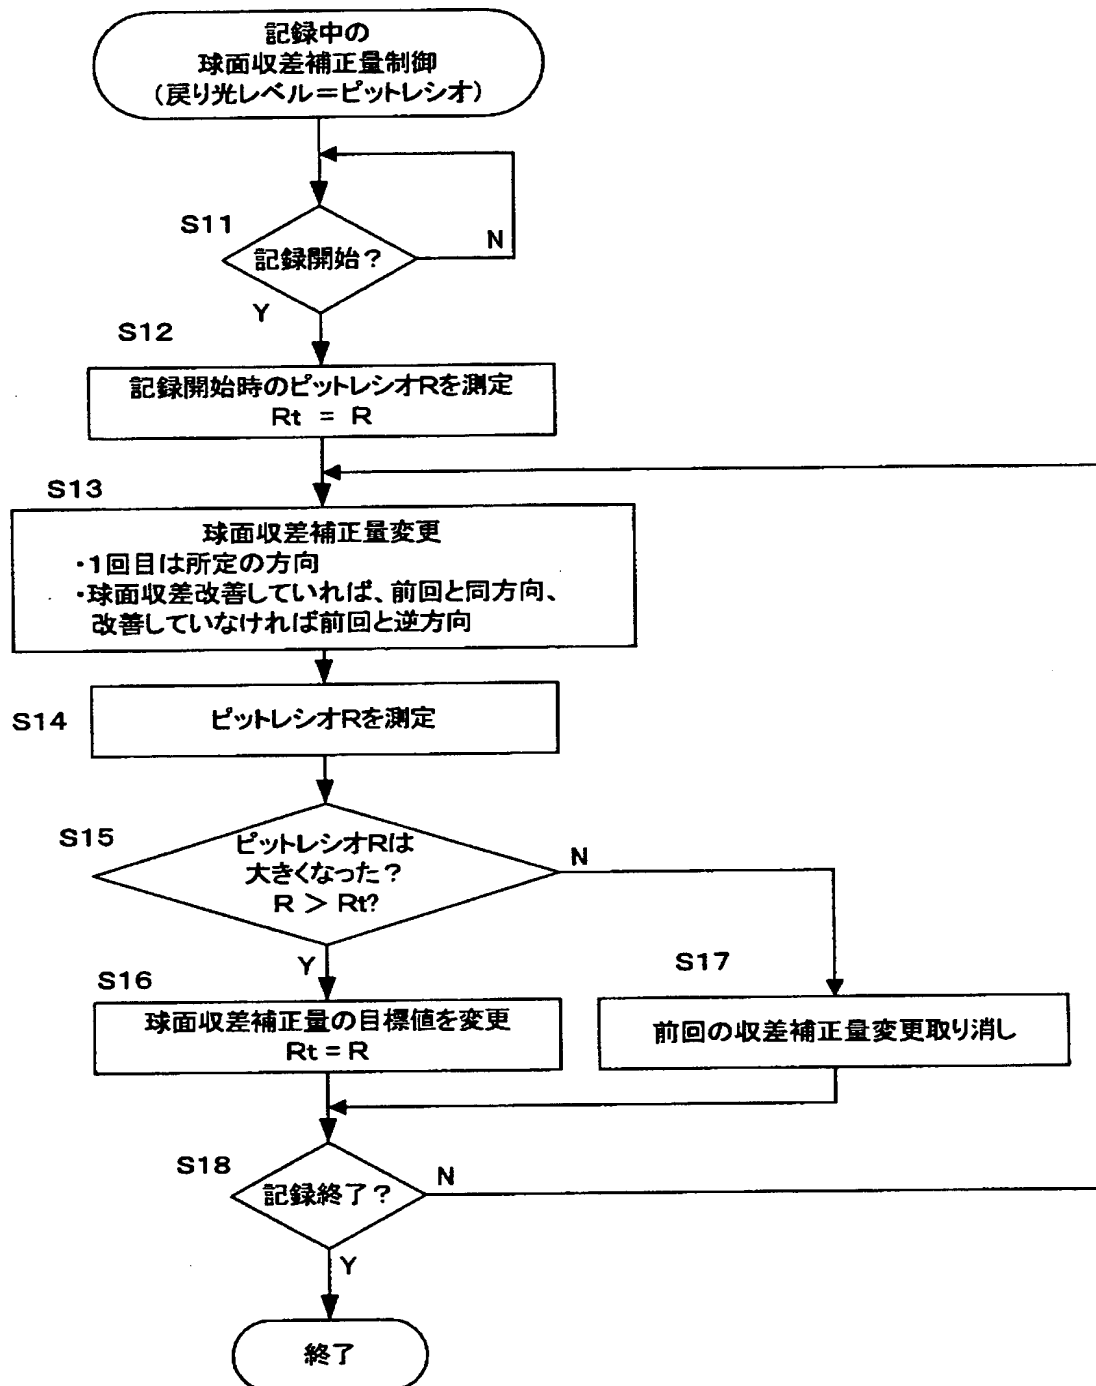 記録中の
球面収差補正量制御
(戻り光レベル=ピットレシオ)
S11
記録開始?
N
Y
S12
記録開始時のピットレシオRを測定
Rt = R
S13
球面収差補正量変更
・1回目は所定の方向
・球面収差改善していれば、前回と同方向、
改善していなければ前回と逆方向
S14
ピットレシオRを測定
S15
ピットレシオRは
大きくなった?
R > Rt?
N
Y
S16
球面収差補正量の目標値を変更
Rt=R
S17
前回の収差補正量変更取り消し
S18
記録終了?
N
Y
終了